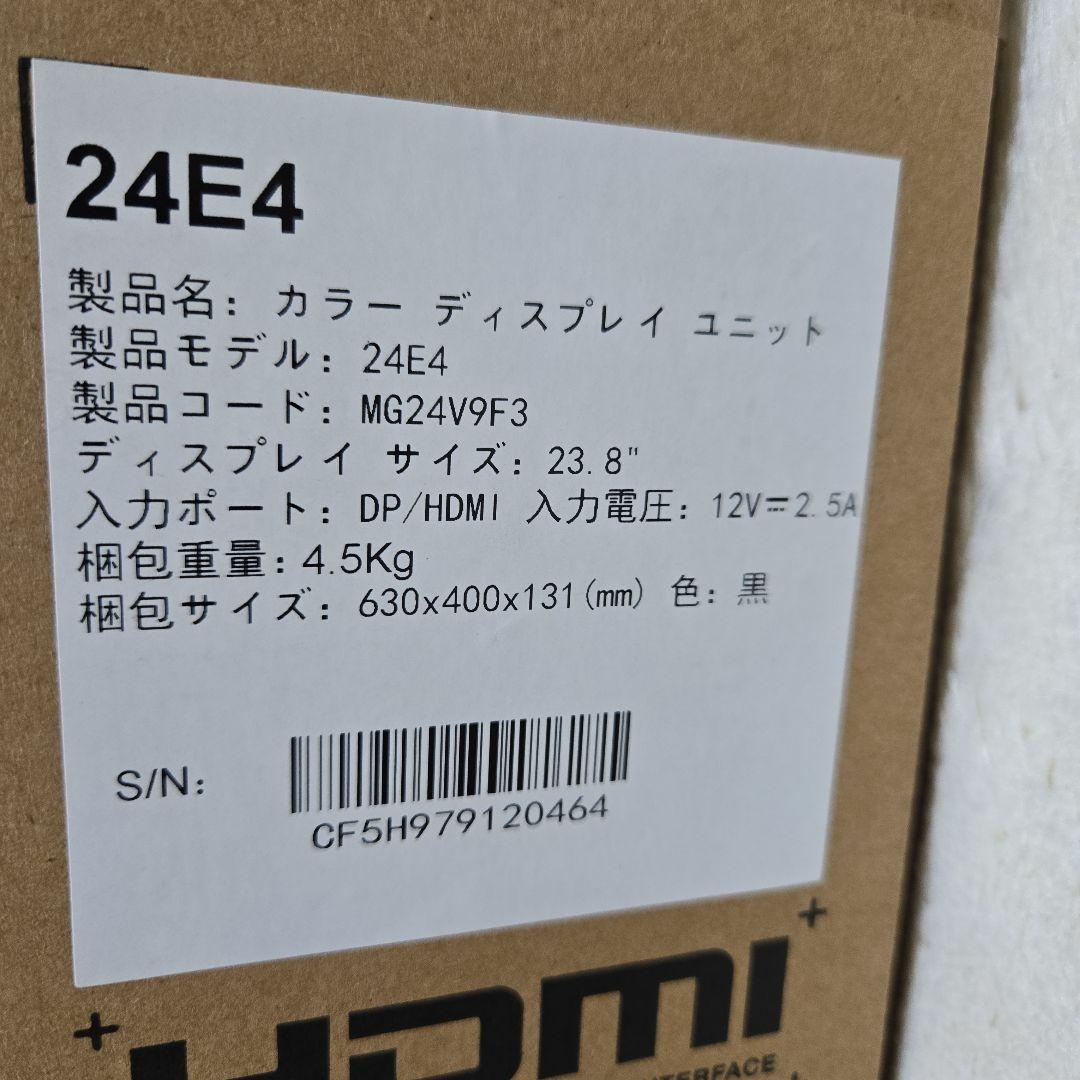 24E4
製品名: カラー ディスプレイ ユニット
製品モデル: 24E4
製品コード: MG24V9F3
ディスプレイ サイズ: 23.8"
入力ポート: DP/HDMI 入力電圧: 12V⎓2.5A
梱包重量: 4.5Kg
梱包サイズ: 630x400x131(mm) 色: 黒
S/N:
CF5H979120464
HDMI
INTERFACE